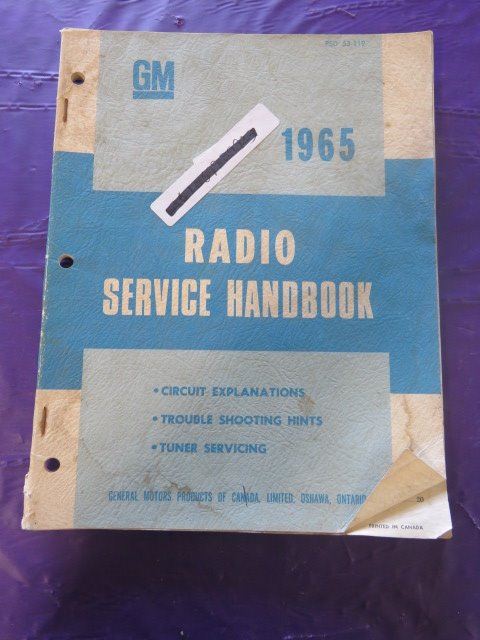 PSD 53-119
GM
1965
RADIO
SERVICE HANDBOOK
• CIRCUIT EXPLANATIONS
• TROUBLE SHOOTING HINTS
• TUNER SERVICING
GENERAL MOTORS PRODUCTS OF CANADA, LIMITED, OSHAWA, ONTARIO
20
PRINTED IN CANADA